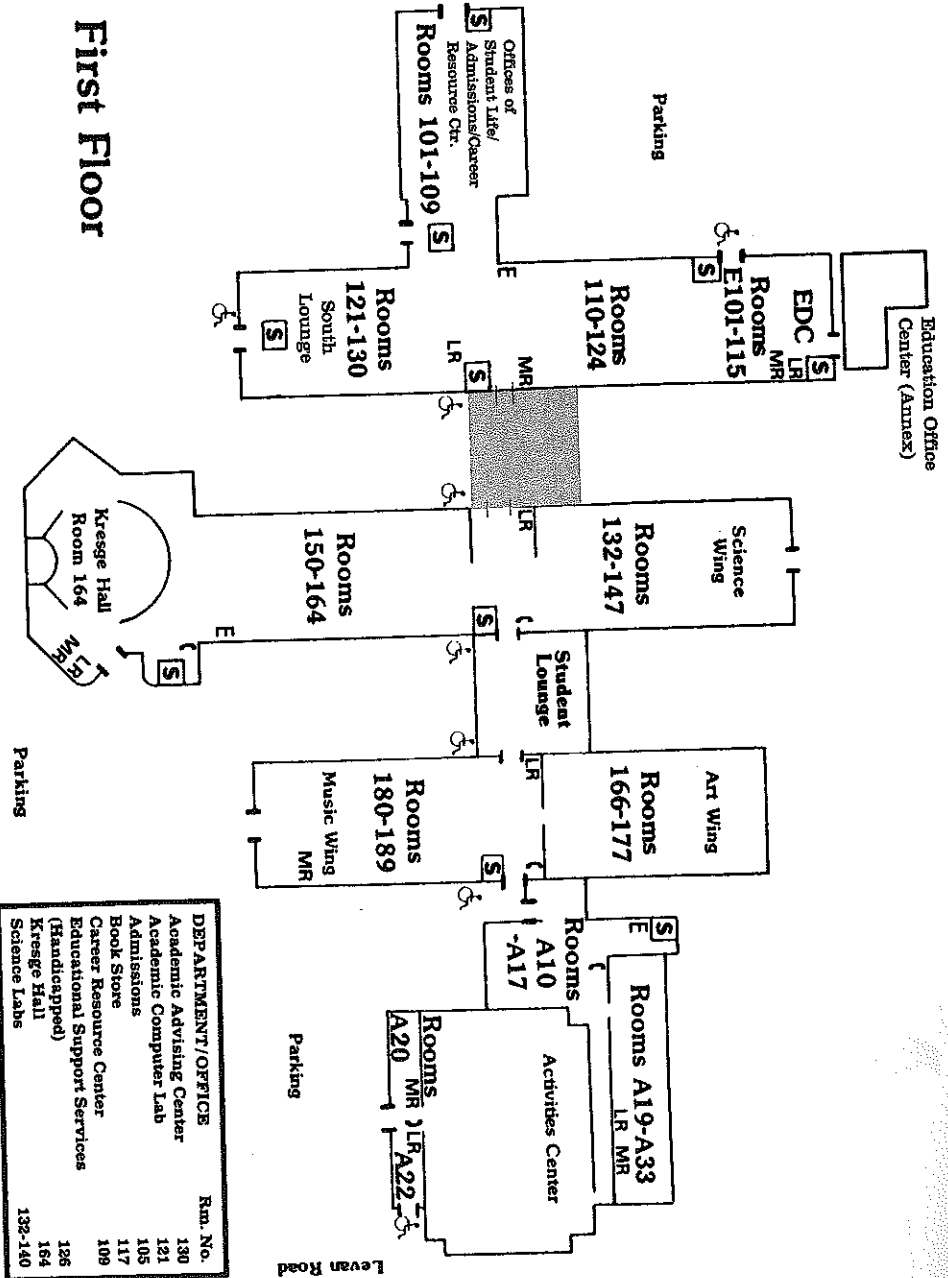 First Floor
Offices of
Student Life/
Admissions/Career
Resource Ctr.
Rooms 101-109
S
S
Parking
Education Office
Center (Annex)
EDC
Rooms
E101-115
MR
LR
S
S
E
Rooms
110-124
MR
Rooms
121-130
South
Lounge
S
LR
S
Science
Wing
Rooms
132-147
LR
Rooms
150-164
S
E
S
Kresge Hall
Room 164
LR
MR
Student
Lounge
Art Wing
Rooms
166-177
LR
Rooms
180-189
Music Wing
MR
S
Rooms
A10
-A17
S
E
Rooms A19-A33
LR MR
Activities Center
Rooms
A20 MR LR A22
Parking
Parking
Levan Road
DEPARTMENT/OFFICE Rm. No.
Academic Advising Center 130
Academic Computer Lab 121
Admissions 105
Book Store 117
Career Resource Center 109
Educational Support Services
(Handicapped) 126
Kresge Hall 164
Science Labs 132-140